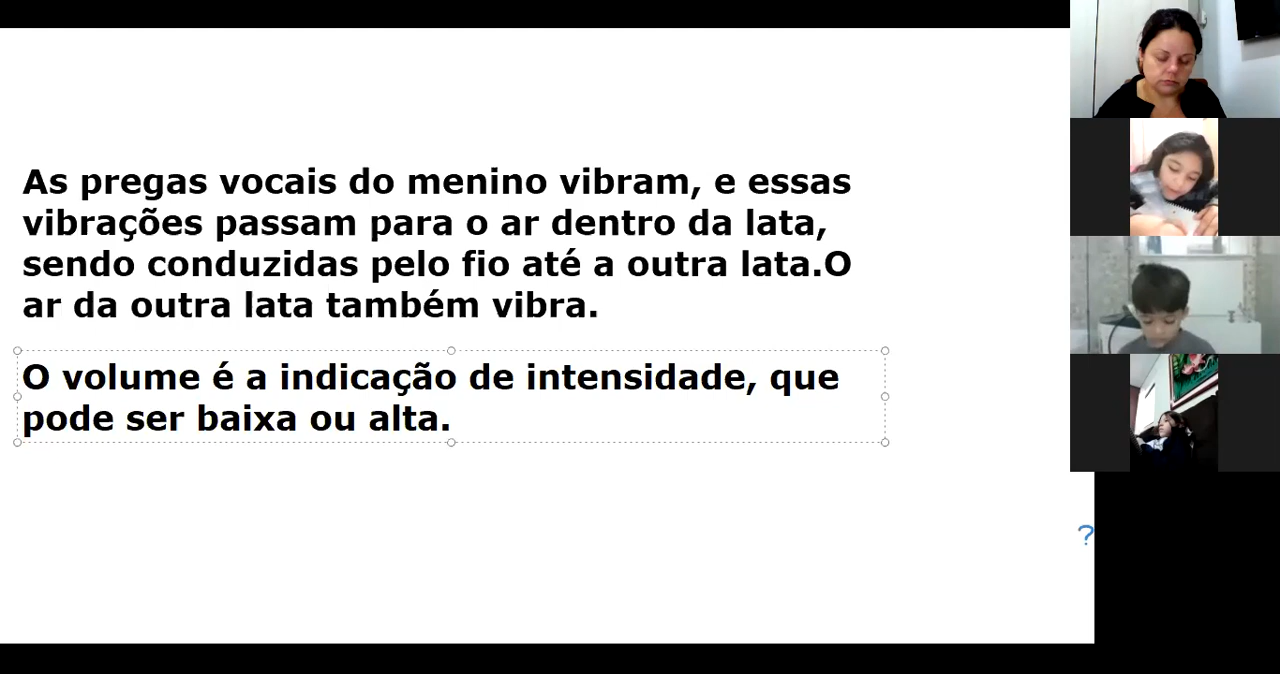 As pregas vocais do menino vibram, e essas
vibrações passam para o ar dentro da lata,
sendo conduzidas pelo fio até a outra lata.O
ar da outra lata também vibra.
O volume é a indicação de intensidade, que
pode ser baixa ou alta.
?